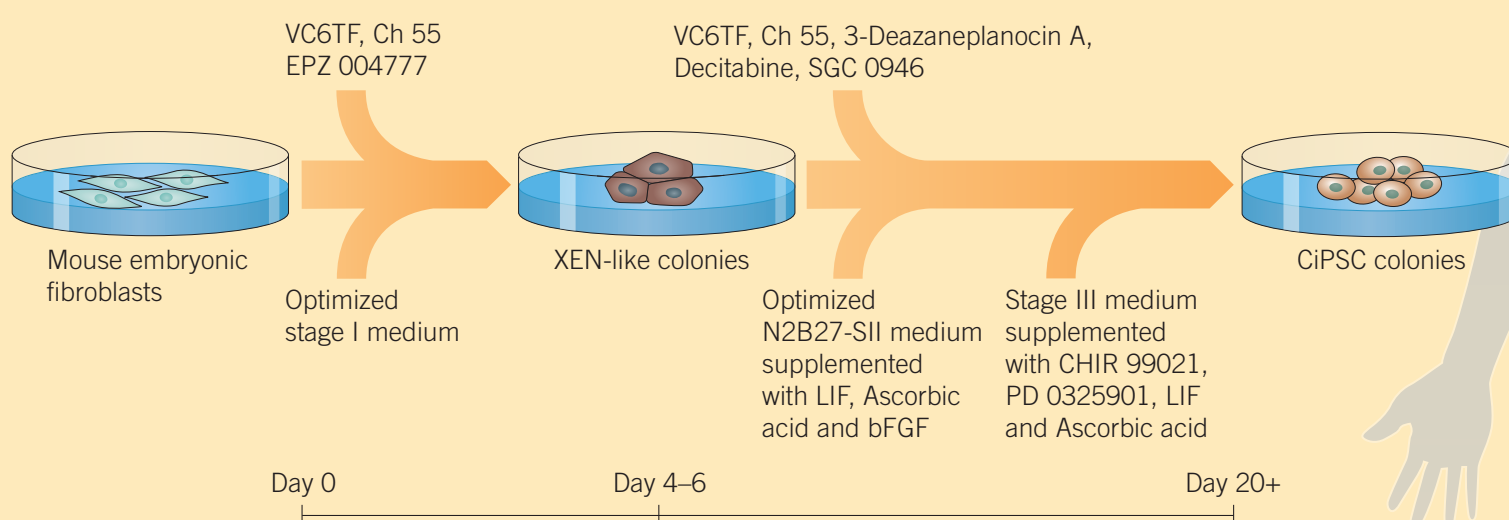 VC6TF, Ch 55
EPZ 004777
VC6TF, Ch 55, 3-Deazaneplanocin A,
Decitabine, SGC 0946
Mouse embryonic
fibroblasts
XEN-like colonies
CiPSC colonies
Optimized
stage I medium
Optimized
N2B27-SII medium
supplemented
with LIF, Ascorbic
acid and bFGF
Stage III medium
supplemented
with CHIR 99021,
PD 0325901, LIF
and Ascorbic acid
Day 0
Day 4–6
Day 20+